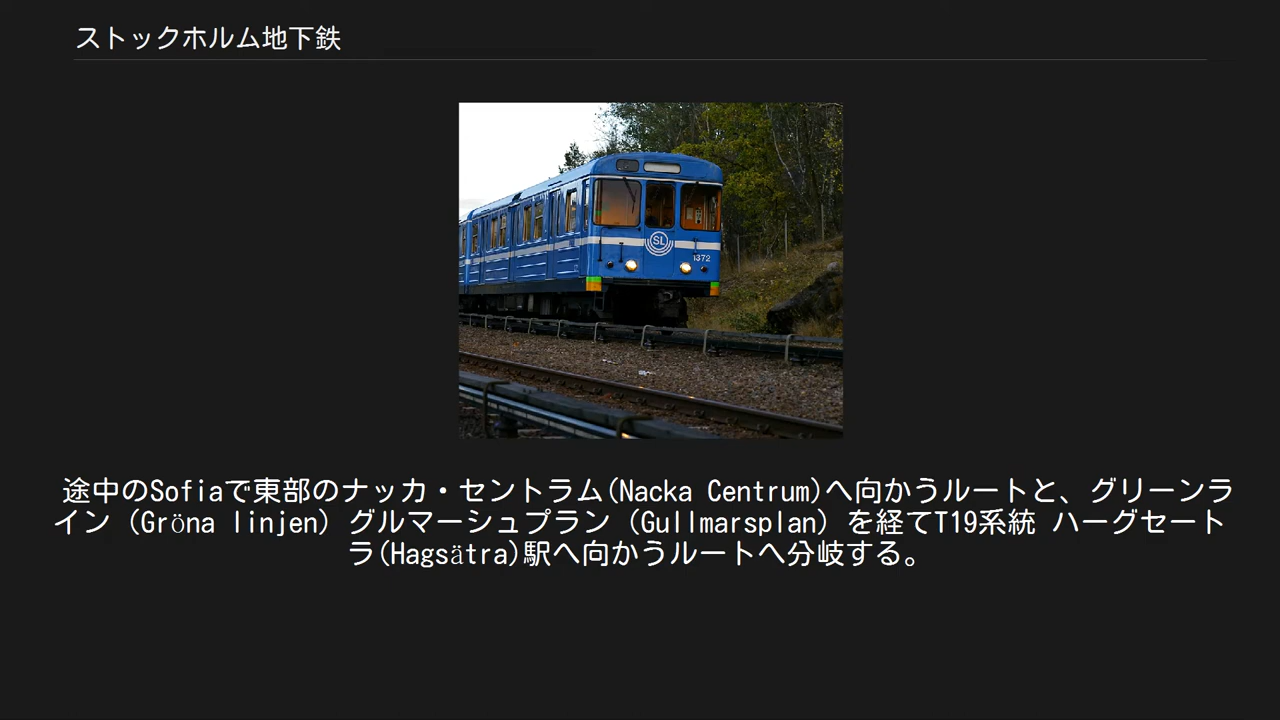 ストックホルム地下鉄
SL
1372
途中のSofiaで東部のナッカ・セントラム(Nacka Centrum)へ向かうルートと、グリーンラ
イン (Gröna linjen) グルマーシュプラン (Gullmarsplan) を経てT19系統 ハーグセート
ラ(Hagsätra)駅へ向かうルートへ分岐する。